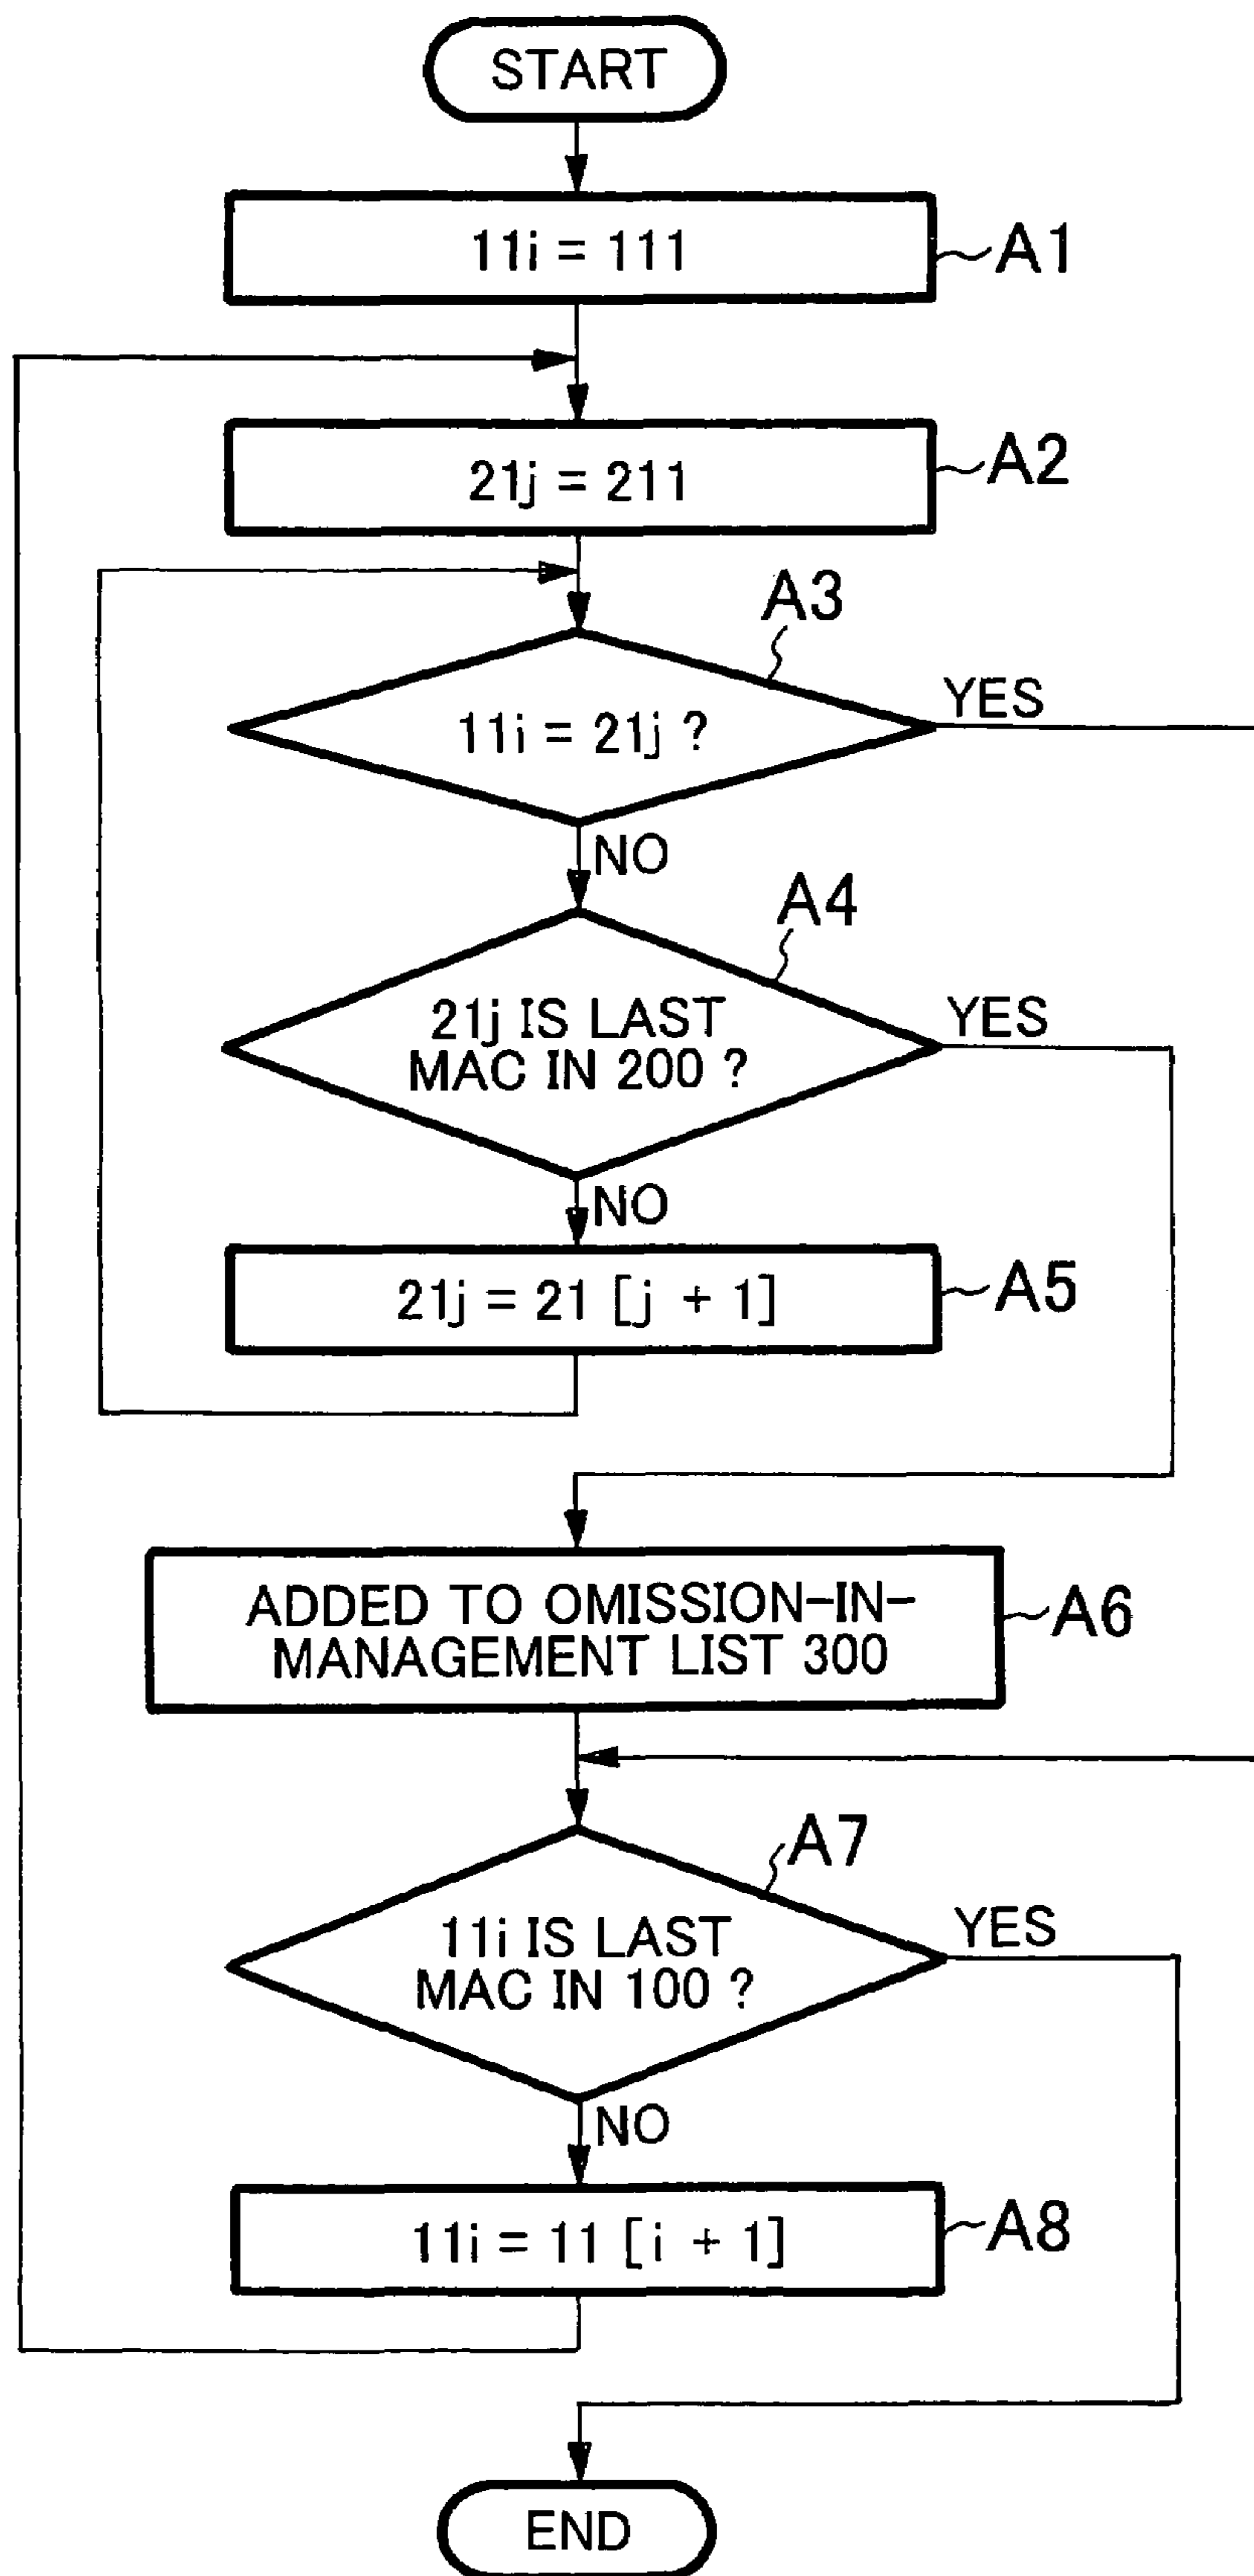 START
11i = 111
A1
21j = 211
A2
A3
11i = 21j ?
YES
NO
A4
21j IS LAST
MAC IN 200 ?
YES
NO
21j = 21 [j + 1]
A5
ADDED TO OMISSION-IN-
MANAGEMENT LIST 300
A6
A7
11i IS LAST
MAC IN 100 ?
YES
NO
11i = 11 [i + 1]
A8
END